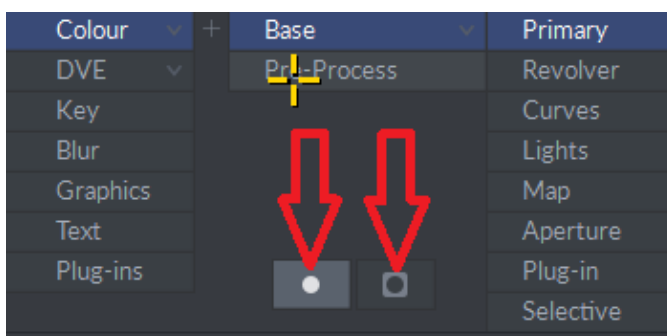 Colour + Base Primary
DVE Pre-Process Revolver
Key Curves
Blur Lights
Graphics Map
Text Aperture
Plug-ins Plug-in
Selective